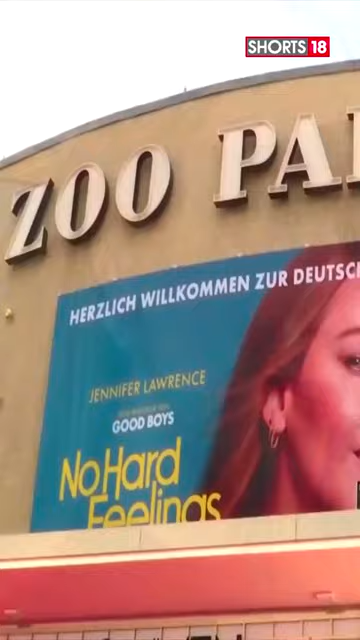 SHORTS 18
ZOO PA
HERZLICH WILLKOMMEN ZUR DEUTSC
JENNIFER LAWRENCE
GOOD BOYS
No Hard
Feelings